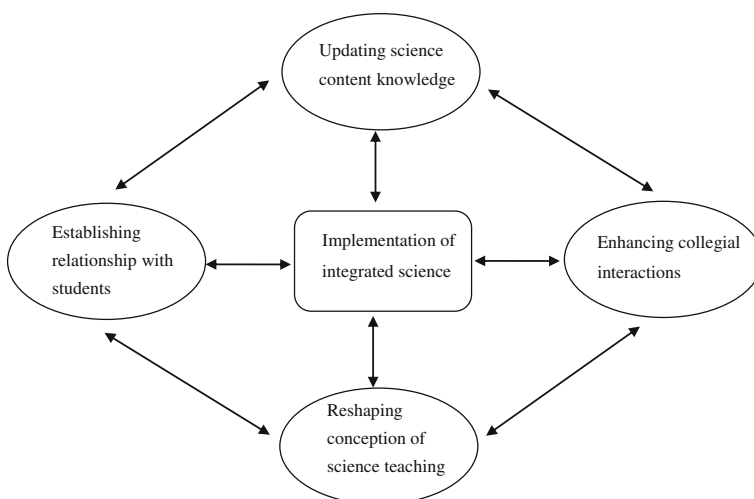 Updating science
content knowledge
Establishing
relationship with
students
Implementation of
integrated science
Enhancing collegial
interactions
Reshaping
conception of
science teaching